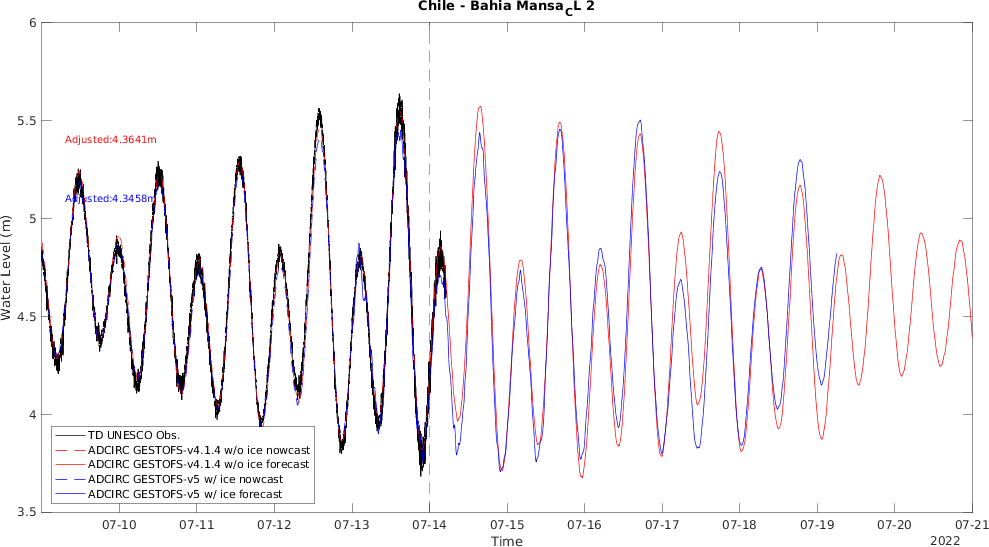 Chile - Bahia Mansa_CL 2
6
5.5
5
4.5
4
3.5
Water Level (m)
Adjusted:4.3641m
Adjusted:4.3458m
TD UNESCO Obs.
ADCIRC GESTOFS-v4.1.4 w/o ice nowcast
ADCIRC GESTOFS-v4.1.4 w/o ice forecast
ADCIRC GESTOFS-v5 w/ ice nowcast
ADCIRC GESTOFS-v5 w/ ice forecast
07-10 07-11 07-12 07-13 07-14 07-15 07-16 07-17 07-18 07-19 07-20 07-21
Time
2022